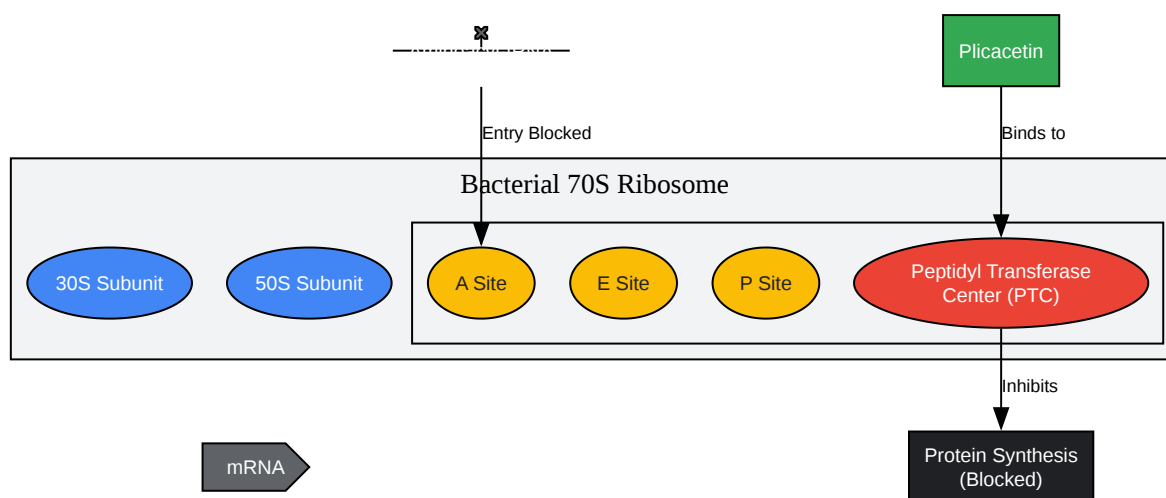 Plicacetin
Entry Blocked
Binds to
Bacterial 70S Ribosome
30S Subunit
50S Subunit
A Site
E Site
P Site
Peptidyl Transferase
Center (PTC)
Inhibits
mRNA
Protein Synthesis
(Blocked)